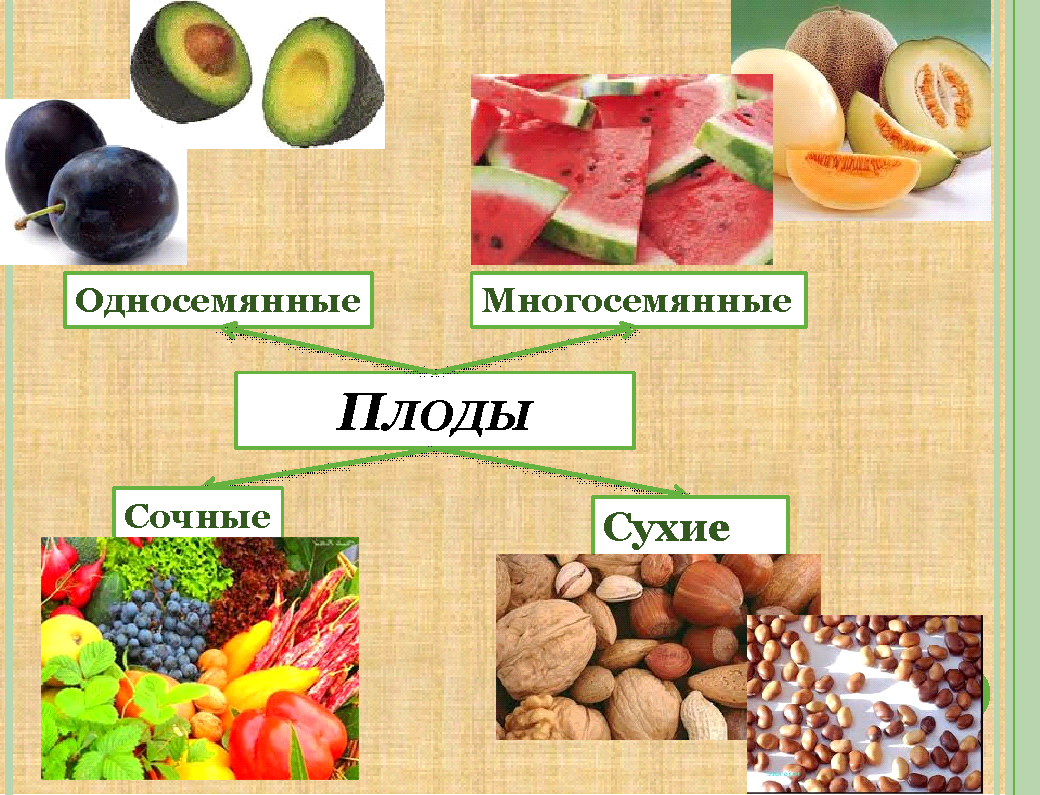 Односемянные
Многосемянные
Плоды
Сочные
Сухие